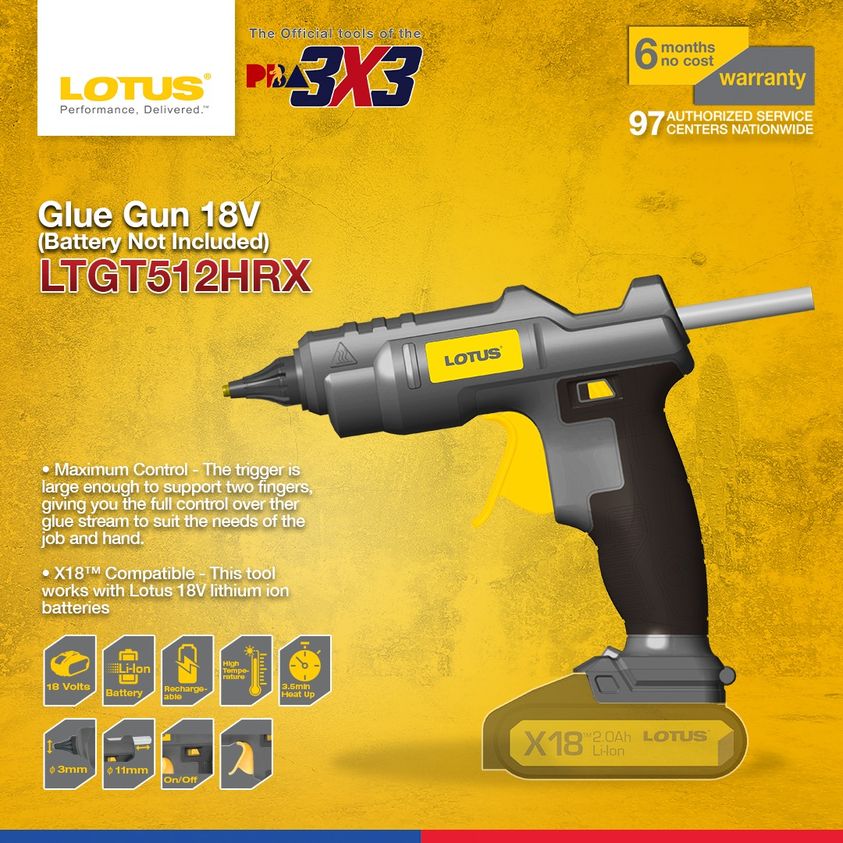 LOTUS®
Performance, Delivered.™
The Official tools of the
PBA 3X3
6 months
no cost
warranty
97 AUTHORIZED SERVICE
CENTERS NATIONWIDE
Glue Gun 18V
(Battery Not Included)
LTGT512HRX
LOTUS
• Maximum Control - The trigger is
large enough to support two fingers,
giving you the full control over ther
glue stream to suit the needs of the
job and hand.
• X18™ Compatible - This tool
works with Lotus 18V lithium ion
batteries
18 Volts
Li-Ion
Battery
Recharge-
able
High
Tempe-
rature
3.5min
Heat Up
ϕ 3mm
ϕ 11mm
On/Off
X18™ 2.0Ah
Li-Ion
LOTUS